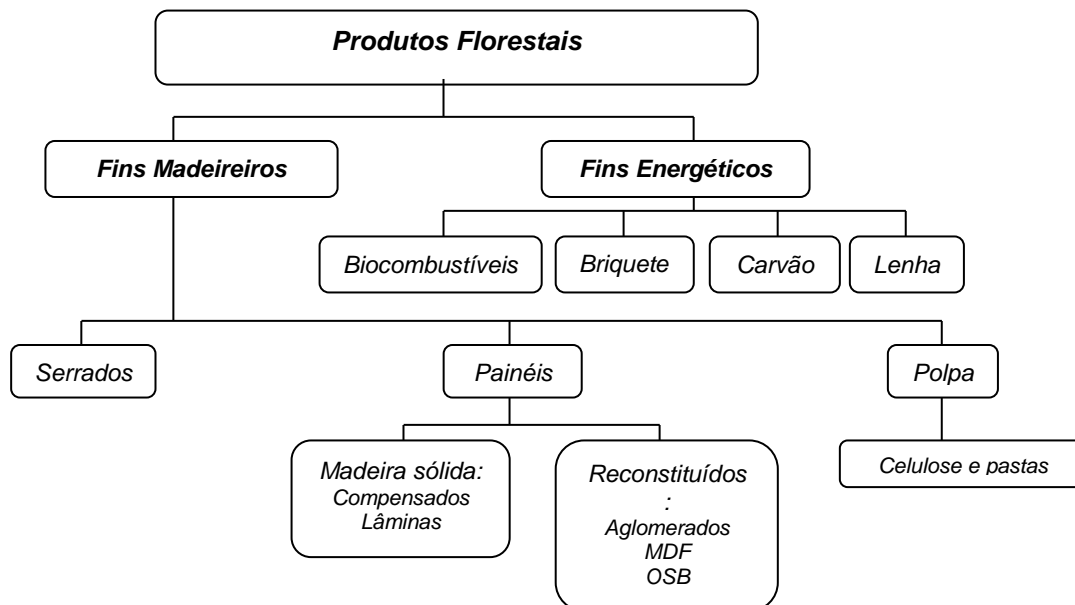 Produtos Florestais
Fins Madeireiros
Fins Energéticos
Biocombustíveis
Briquete
Carvão
Lenha
Serrados
Painéis
Polpa
Madeira sólida:
Compensados
Lâminas
Reconstituídos
:
Aglomerados
MDF
OSB
Celulose e pastas